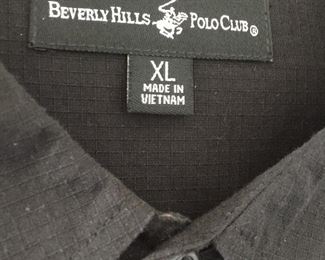 BEVERLY HILLS POLO CLUB®
XL
MADE IN
VIETNAM